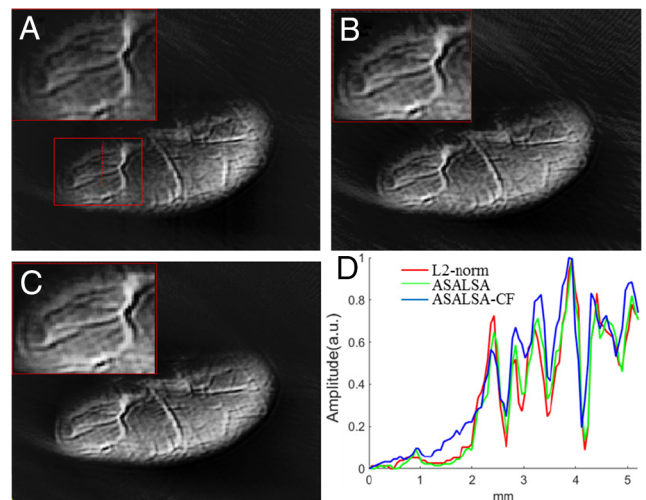 A
B
C
D
L2-norm
ASALSA
ASALSA-CF
Amplitude(a.u.)
1
0.8
0.6
0.4
0.2
0
0 1 2 3 4 5
mm